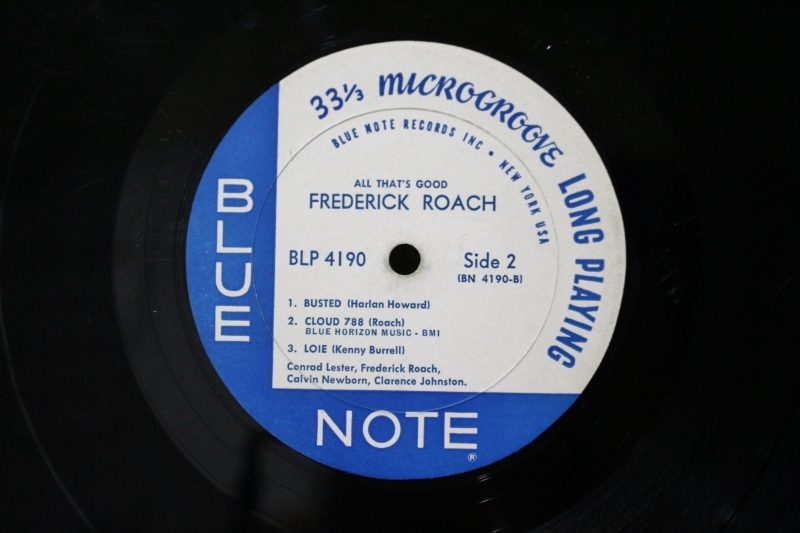 33⅓ MICROGROOVE LONG PLAYING
BLUE NOTE RECORDS INC • NEW YORK USA
ALL THAT'S GOOD
FREDERICK ROACH
BLP 4190
Side 2
(BN 4190-B)
1. BUSTED (Harlan Howard)
2. CLOUD 788 (Roach)
BLUE HORIZON MUSIC - BMI
3. LOIE (Kenny Burrell)
Conrad Lester, Frederick Roach,
Calvin Newborn, Clarence Johnston.
BLUE
NOTE
®